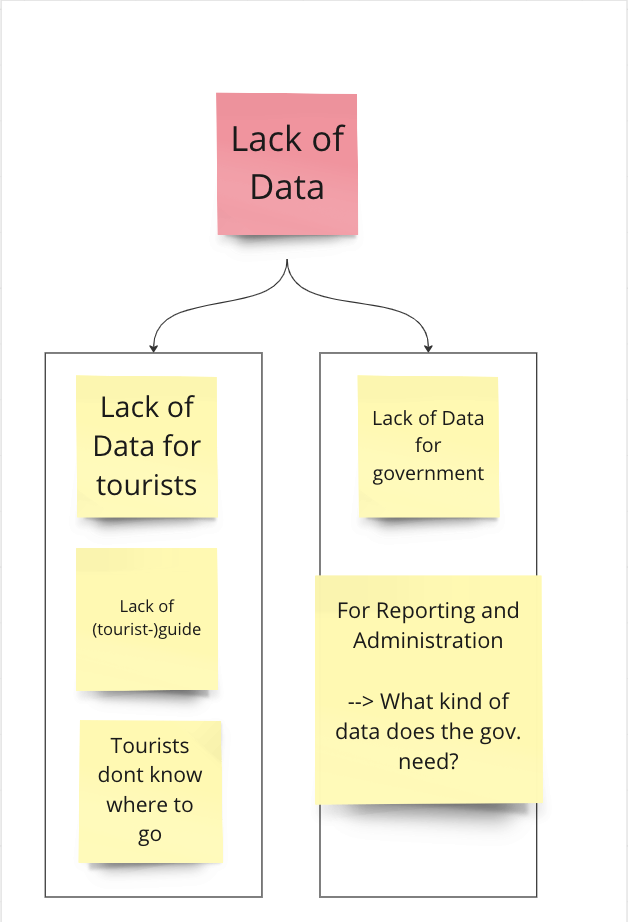 Lack of
Data
Lack of
Data for
tourists
Lack of
(tourist-)guide
Tourists
dont know
where to
go
Lack of Data
for
government
For Reporting and
Administration
--> What kind of
data does the gov.
need?